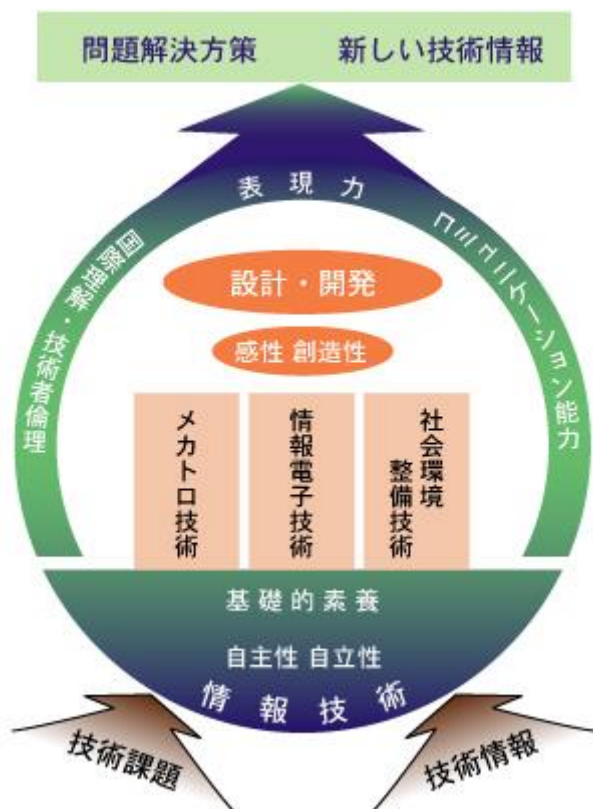 問題解決方策 新しい技術情報
表現力
国際理解・技術者倫理
コミュニケーション能力
設計・開発
感性 創造性
メカトロ技術
情報電子技術
社会環境
整備技術
基礎的素養
自主性 自立性
情報技術
技術課題
技術情報